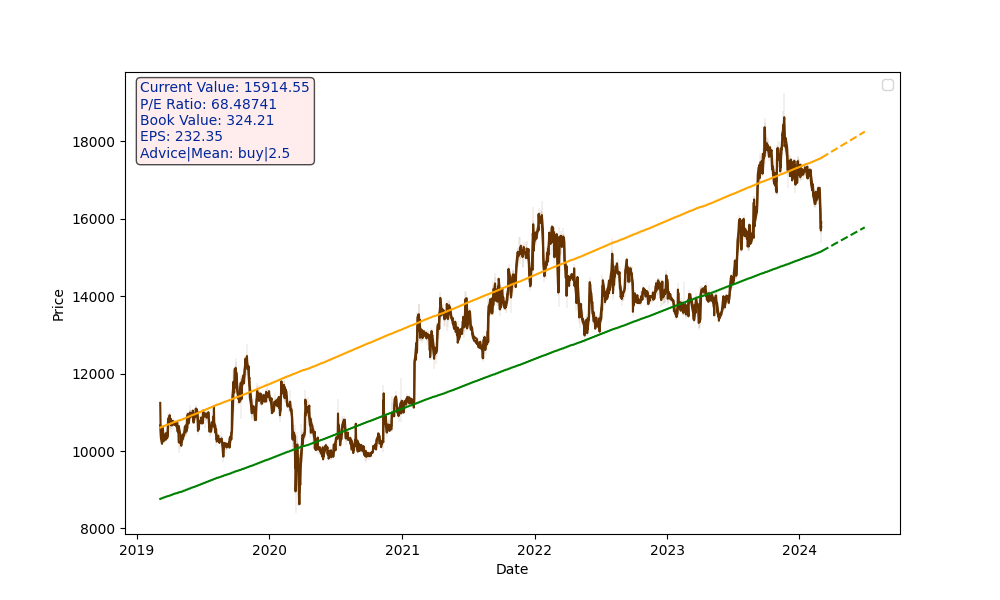 Current Value: 15914.55
P/E Ratio: 68.48741
Book Value: 324.21
EPS: 232.35
Advice|Mean: buy|2.5
Price
18000
16000
14000
12000
10000
8000
2019
2020
2021
2022
2023
2024
Date